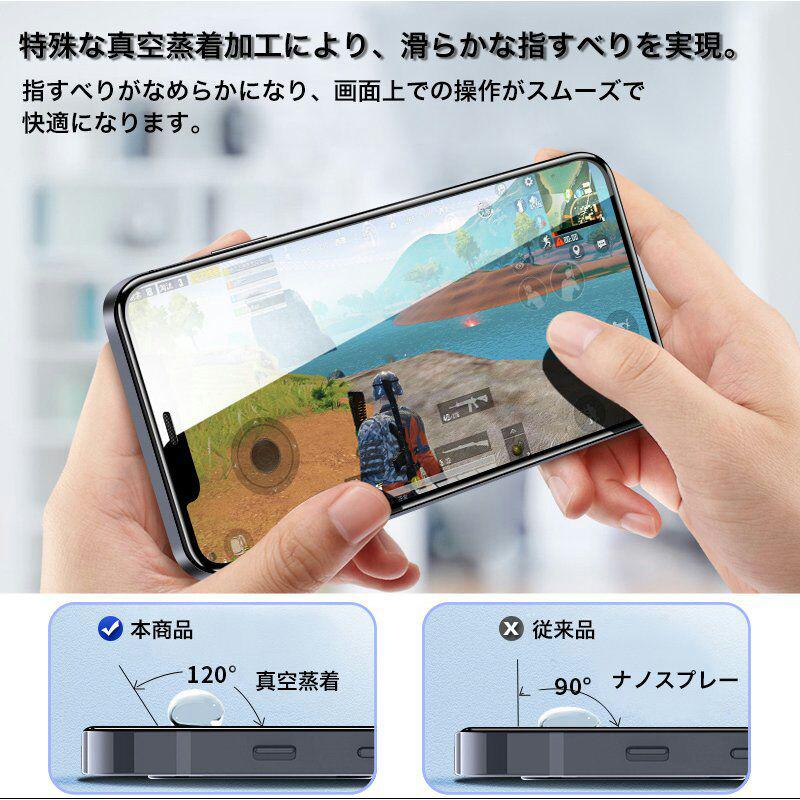 特殊な真空蒸着加工により、滑らかな指すべりを実現。
指すべりがなめらかになり、画面上での操作がスムーズで
快適になります。
本商品
120°
真空蒸着
従来品
90°
ナノスプレー